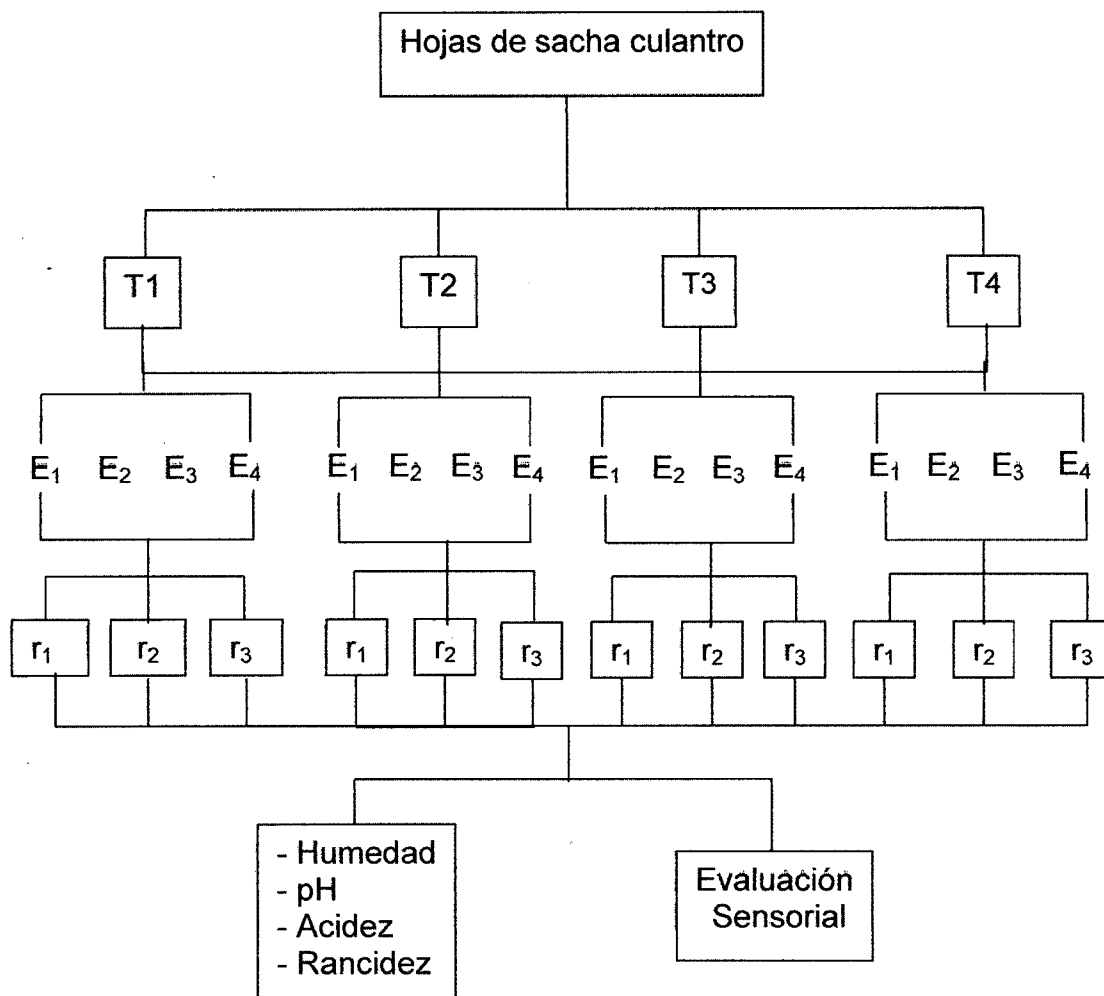 Hojas de sacha culantro
T1 T2 T3 T4
E₁ E₂ E₃ E₄ E₁ E₂ E₃ E₄ E₁ E₂ E₃ E₄ E₁ E₂ E₃ E₄
r₁ r₂ r₃ r₁ r₂ r₃ r₁ r₂ r₃ r₁ r₂ r₃
- Humedad
- pH
- Acidez
- Rancidez
Evaluación
Sensorial